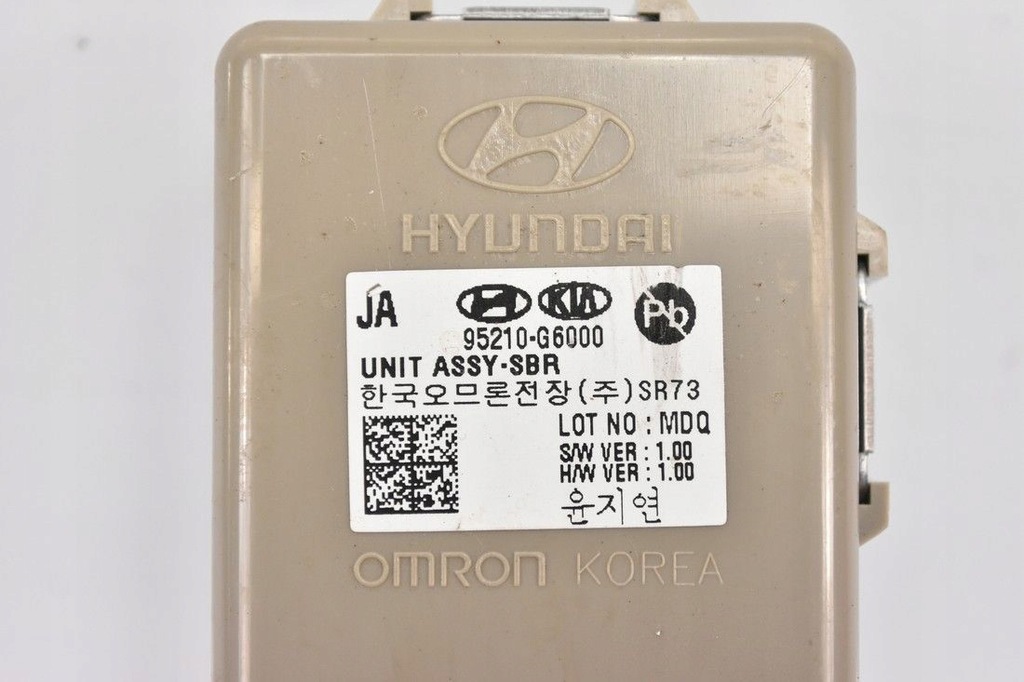 HYUNDAI
JA
KIA
Pb
95210-G6000
UNIT ASSY-SBR
한국오므론전장(주)SR73
LOT NO : MDQ
S/W VER : 1.00
H/W VER : 1.00
윤지연
OMRON KOREA